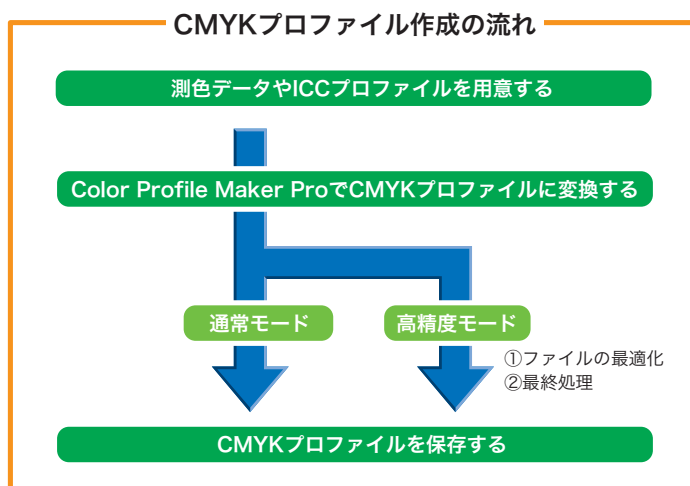 CMYKプロファイル作成の流れ
測色データやICCプロファイルを用意する
Color Profile Maker ProでCMYKプロファイルに変換する
通常モード
高精度モード
①ファイルの最適化
②最終処理
CMYKプロファイルを保存する